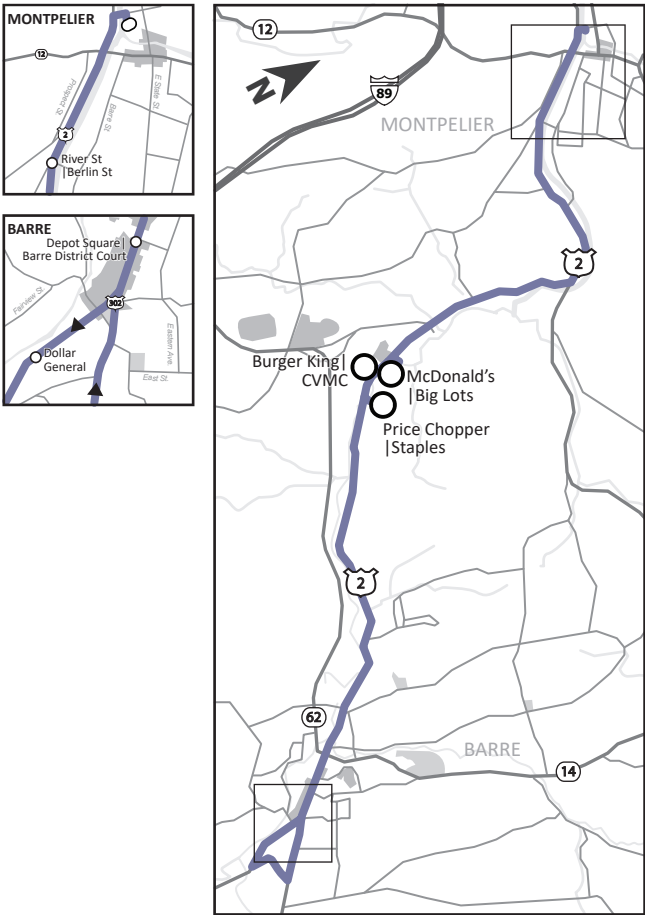 MONTPELIER
12
Prospect St.
E State St.
Barre St.
2
River St
|Berlin St
BARRE
Depot Square|
Barre District Court
302
Fairview St.
Eastern Ave.
Dollar
General
East St.
12
N
89
MONTPELIER
2
Burger King|
CVMC
McDonald’s
|Big Lots
Price Chopper
|Staples
2
62
BARRE
14